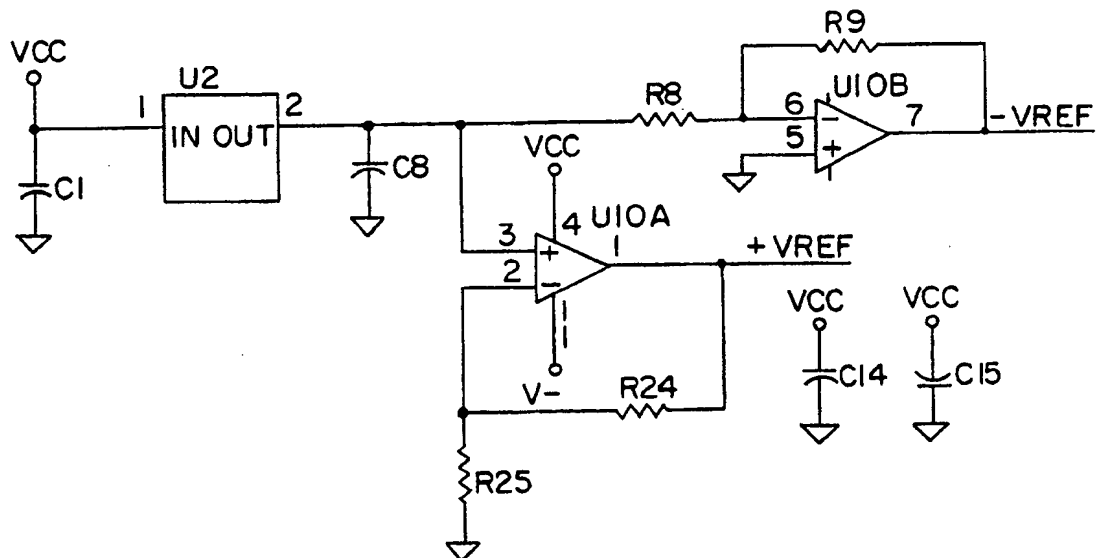 VCC
U2
1
IN OUT
2
C1
C8
R8
R9
U10B
6
5
7
-VREF
-
+
VCC
4
U10A
3
2
1
+
-
11
V-
+VREF
R24
R25
VCC
C14
VCC
C15